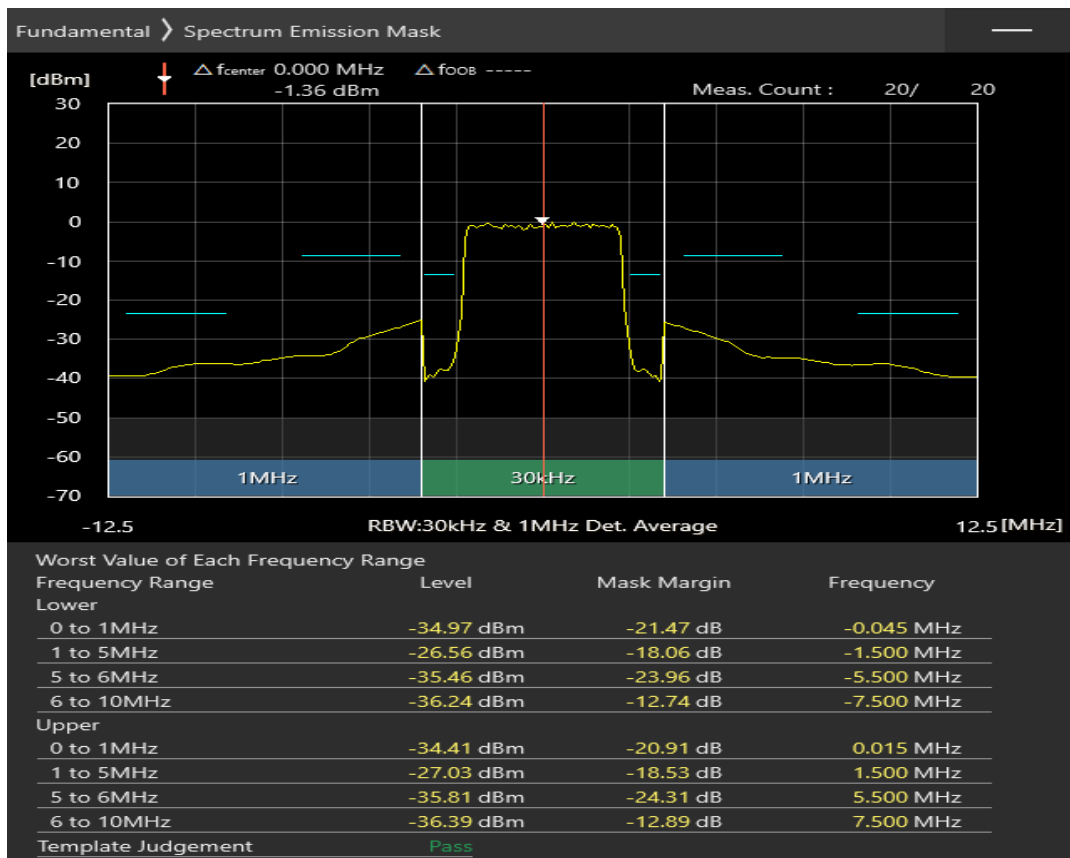 Fundamental ❯ Spectrum Emission Mask
[dBm] △ fcenter 0.000 MHz △ fOOB -----
-1.36 dBm Meas. Count : 20/ 20
30
20
10
0
-10
-20
-30
-40
-50
-60
1MHz 30kHz 1MHz
-70
-12.5 RBW:30kHz & 1MHz Det. Average 12.5 [MHz]
Worst Value of Each Frequency Range
Frequency Range Level Mask Margin Frequency
Lower
0 to 1MHz -34.97 dBm -21.47 dB -0.045 MHz
1 to 5MHz -26.56 dBm -18.06 dB -1.500 MHz
5 to 6MHz -35.46 dBm -23.96 dB -5.500 MHz
6 to 10MHz -36.24 dBm -12.74 dB -7.500 MHz
Upper
0 to 1MHz -34.41 dBm -20.91 dB 0.015 MHz
1 to 5MHz -27.03 dBm -18.53 dB 1.500 MHz
5 to 6MHz -35.81 dBm -24.31 dB 5.500 MHz
6 to 10MHz -36.39 dBm -12.89 dB 7.500 MHz
Template Judgement Pass